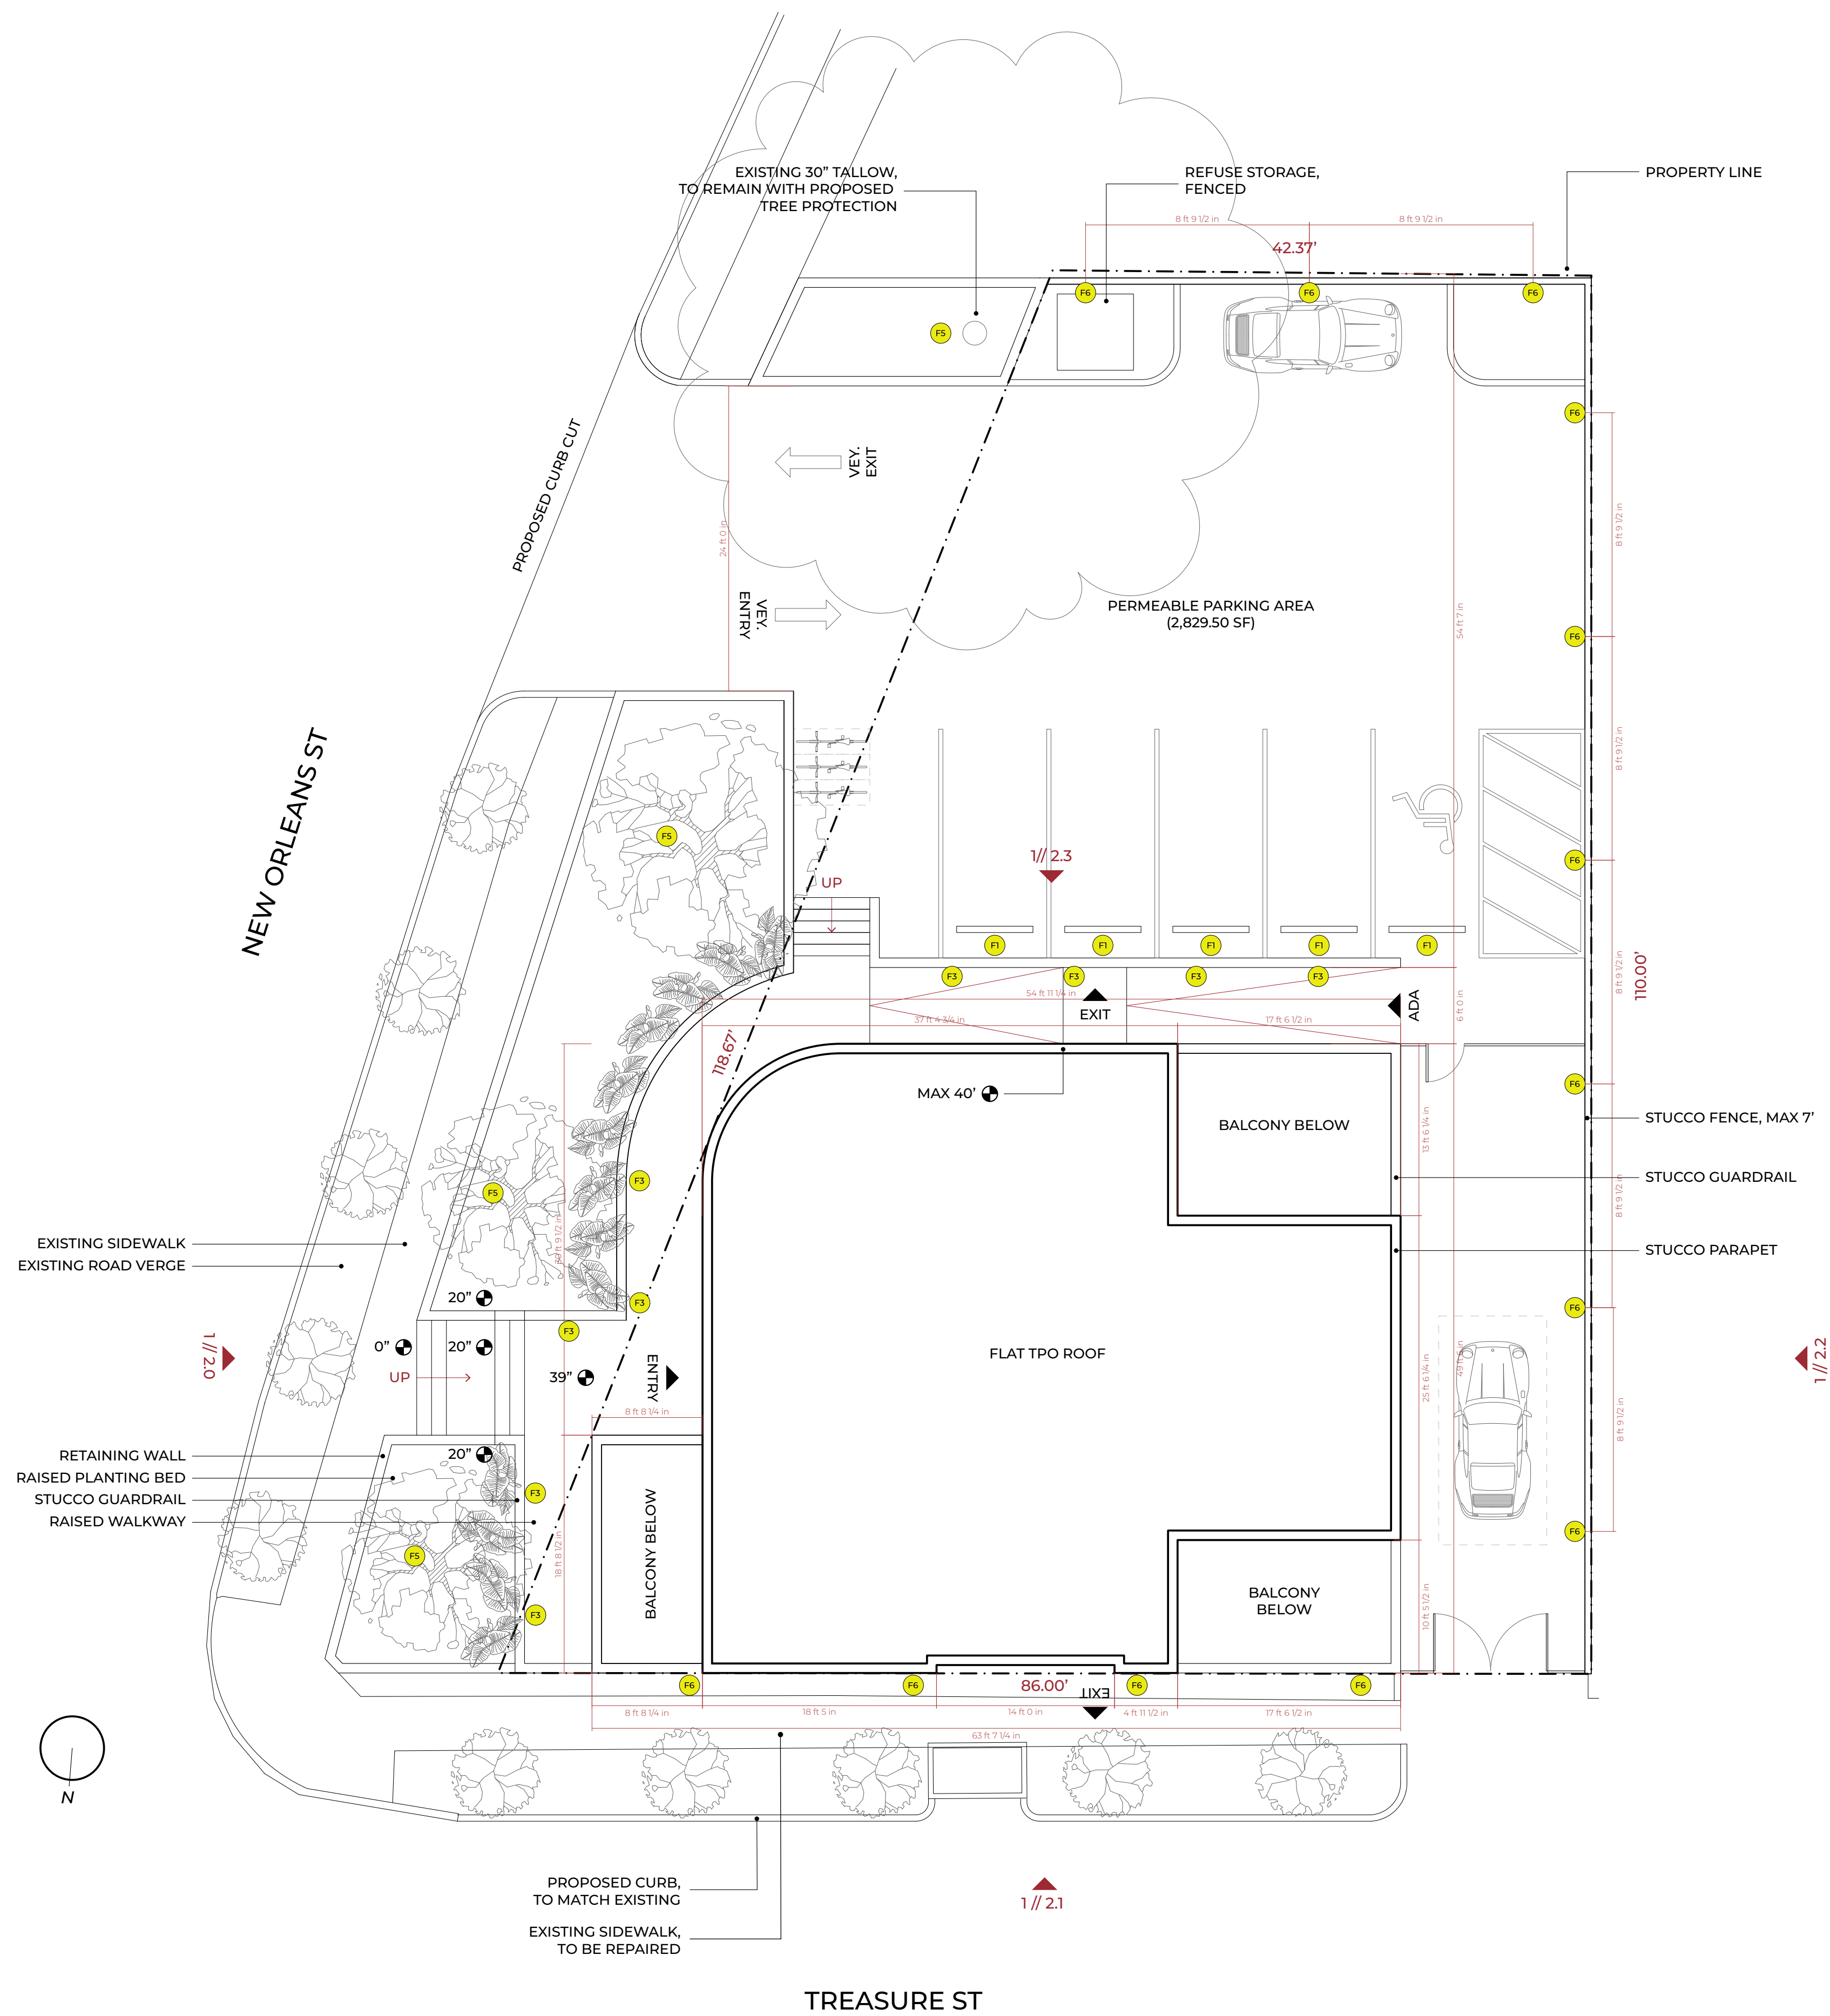 EXISTING 30” TALLOW,
TO REMAIN WITH PROPOSED
TREE PROTECTION
REFUSE STORAGE,
FENCED
PROPERTY LINE
8 ft 9 1/2 in
8 ft 9 1/2 in
42.37’
F6
F6
F6
F5
PROPOSED CURB CUT
VEY.
EXIT
24 ft 0 in
VEY.
ENTRY
PERMEABLE PARKING AREA
(2,829.50 SF)
54 ft 7 in
F6
8 ft 9 1/2 in
F6
8 ft 9 1/2 in
F6
8 ft 9 1/2 in
110.00’
F6
8 ft 9 1/2 in
F6
8 ft 9 1/2 in
F6
NEW ORLEANS ST
F5
UP
1// 2.3
F1
F1
F1
F1
F1
F3
F3
F3
F3
54 ft 11 1/4 in
EXIT
ADA
6 ft 0 in
37 ft 4 3/4 in
17 ft 6 1/2 in
118.67’
MAX 40’
BALCONY BELOW
13 ft 6 1/4 in
STUCCO FENCE, MAX 7’
STUCCO GUARDRAIL
STUCCO PARAPET
F5
F3
EXISTING SIDEWALK
EXISTING ROAD VERGE
20”
F3
F3
1 // 2.0
0”
20”
UP
39”
ENTRY
FLAT TPO ROOF
25 ft 6 1/4 in
49 ft 6 in
1 // 2.2
8 ft 8 1/4 in
RETAINING WALL
RAISED PLANTING BED
STUCCO GUARDRAIL
RAISED WALKWAY
20”
F3
F5
F3
18 ft 8 1/2 in
BALCONY BELOW
BALCONY
BELOW
10 ft 5 1/2 in
F6
F6
86.00’
EXIT
F6
F6
8 ft 8 1/4 in
18 ft 5 in
14 ft 0 in
4 ft 11 1/2 in
17 ft 6 1/2 in
63 ft 7 1/4 in
N
PROPOSED CURB,
TO MATCH EXISTING
EXISTING SIDEWALK,
TO BE REPAIRED
1 // 2.1
TREASURE ST